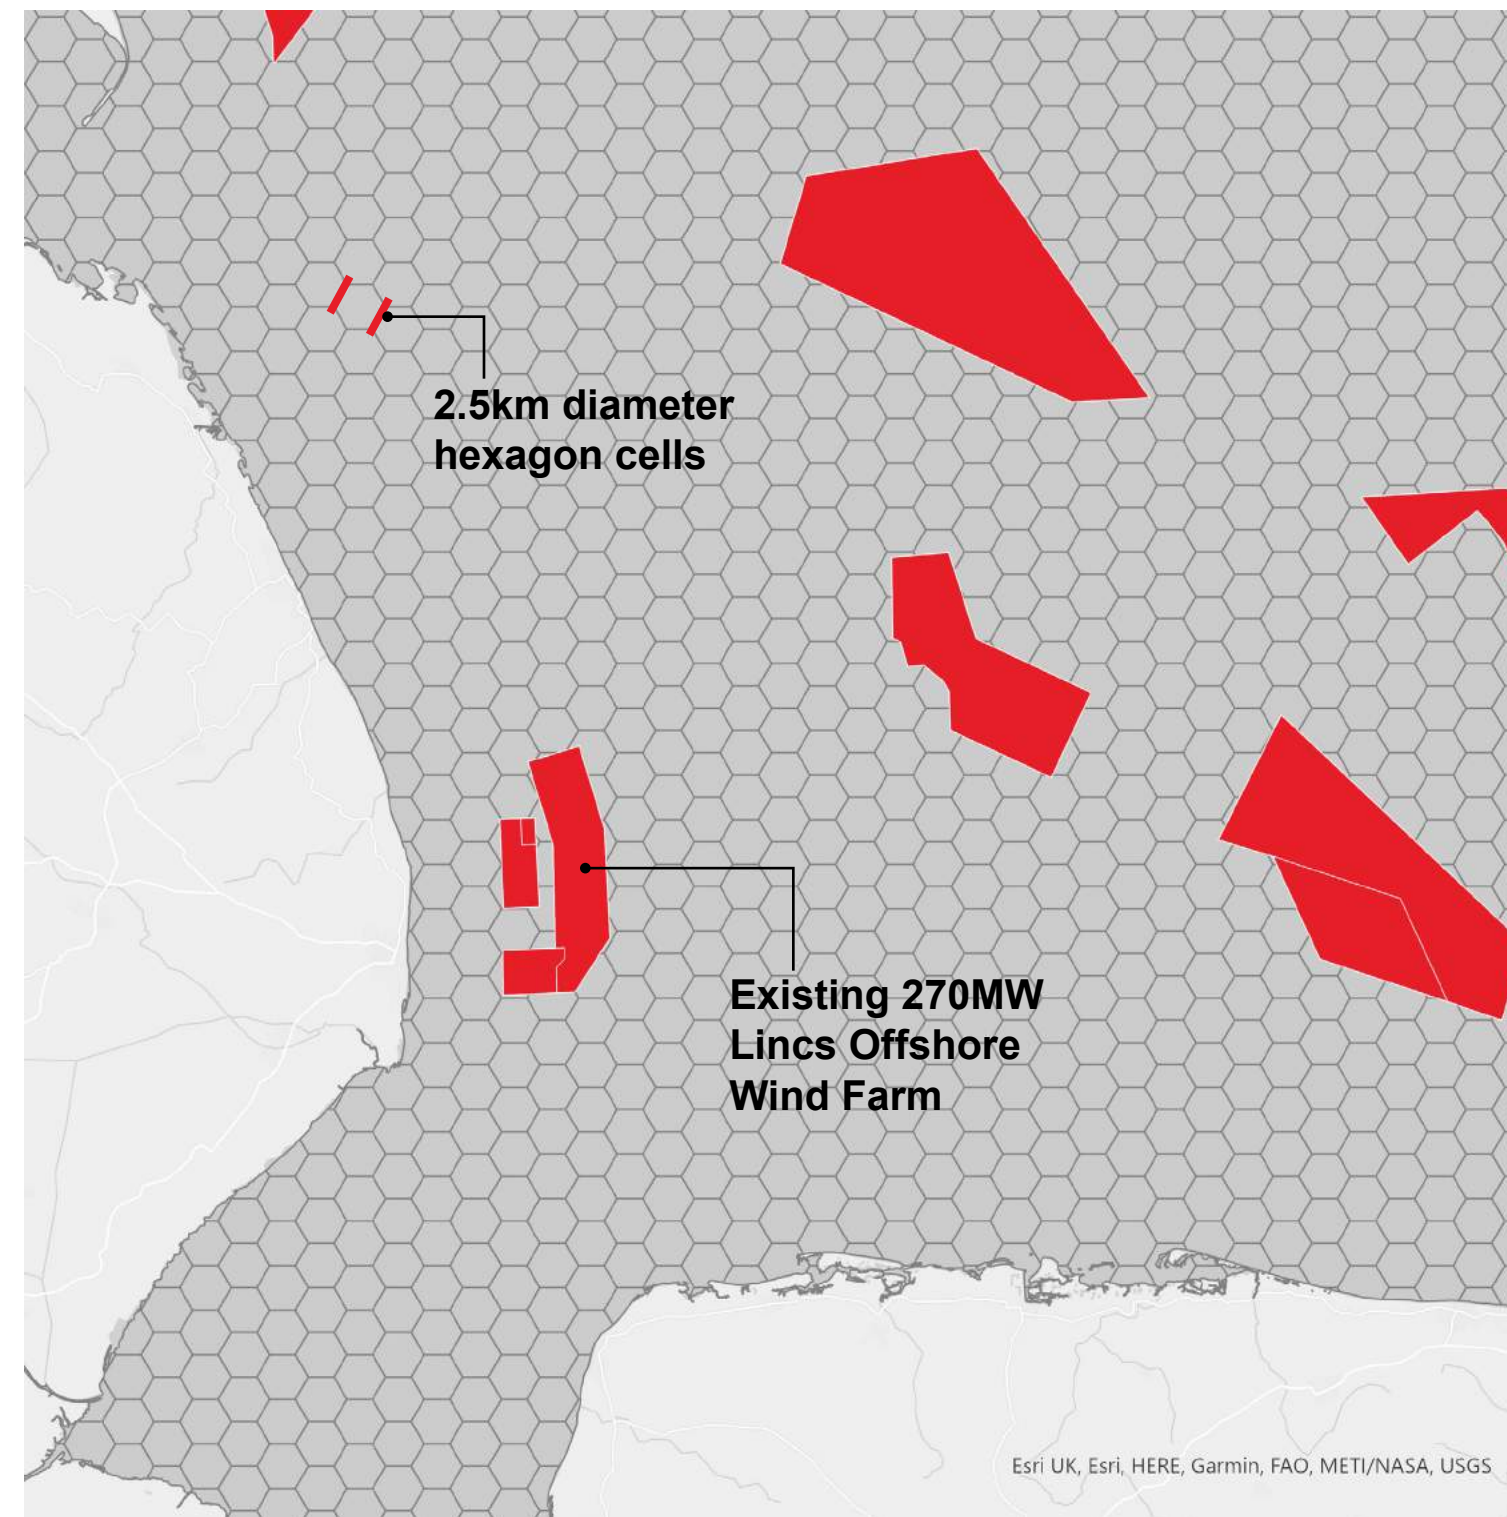 2.5km diameter
hexagon cells
Existing 270MW
Lincs Offshore
Wind Farm
Esri UK, Esri, HERE, Garmin, FAO, METI/NASA, USGS